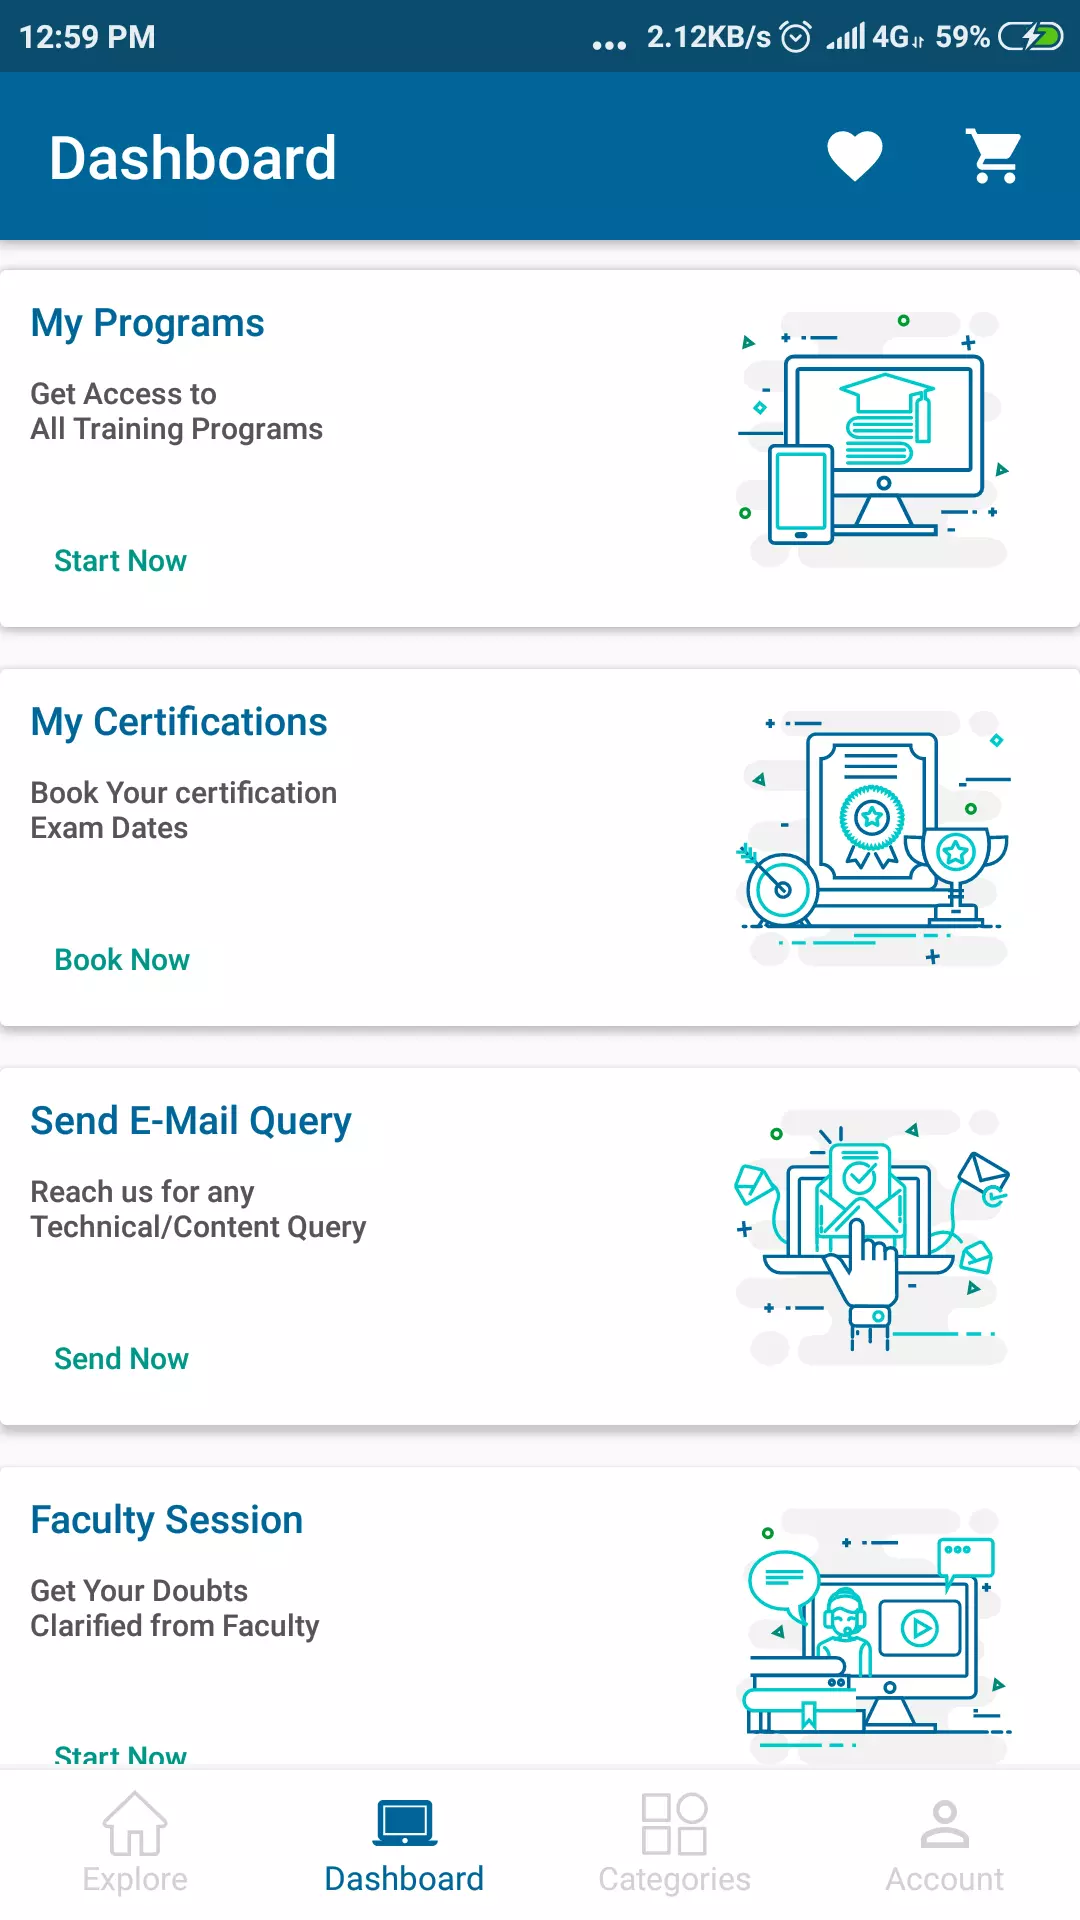 12:59 PM
... 2.12KB/s 4G 59%
Dashboard
My Programs
Get Access to
All Training Programs
Start Now
My Certifications
Book Your certification
Exam Dates
Book Now
Send E-Mail Query
Reach us for any
Technical/Content Query
Send Now
Faculty Session
Get Your Doubts
Clarified from Faculty
Start Now
Explore
Dashboard
Categories
Account